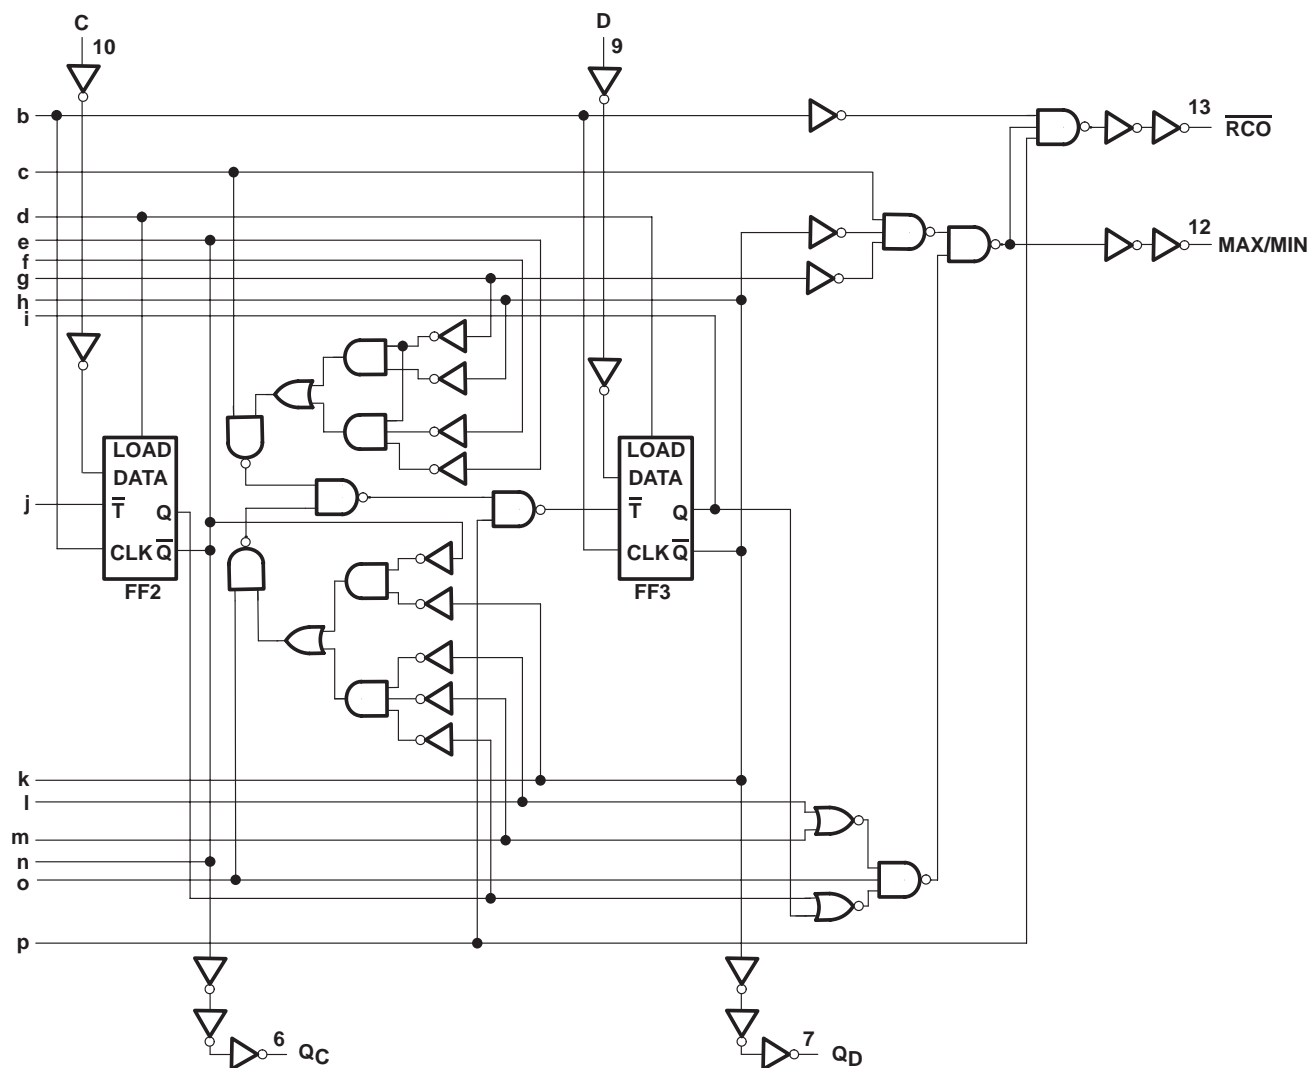 C
10
D
9
b
13
RCO
c
d
e
12
MAX/MIN
f
g
h
i
LOAD
DATA
T
Q
CLK Q
FF2
LOAD
DATA
T
Q
CLK Q
FF3
j
k
l
m
n
o
p
6
QC
7
QD